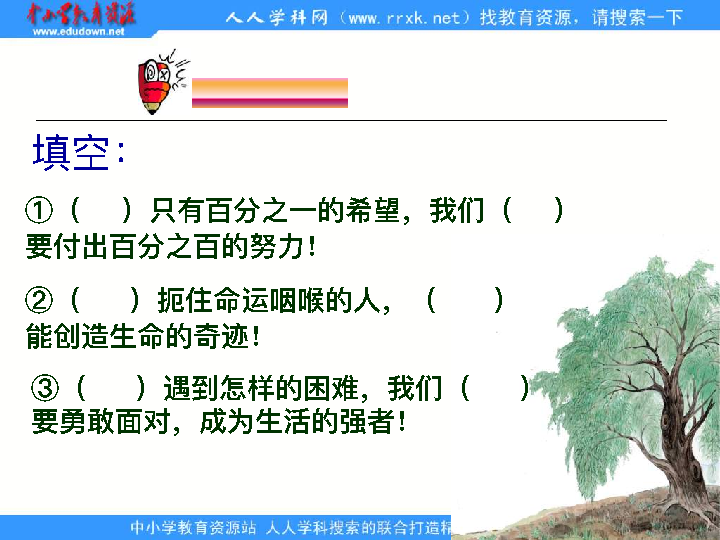 中小学教育资源
www.edudown.net
人人学科网（www.rrxk.net）找教育资源，请搜索一下
填空：
①（ ）只有百分之一的希望，我们（ ）
要付出百分之百的努力！
②（ ）扼住命运咽喉的人，（ ）
能创造生命的奇迹！
③（ ）遇到怎样的困难，我们（ ）
要勇敢面对，成为生活的强者！
中小学教育资源站 人人学科搜索的联合打造精